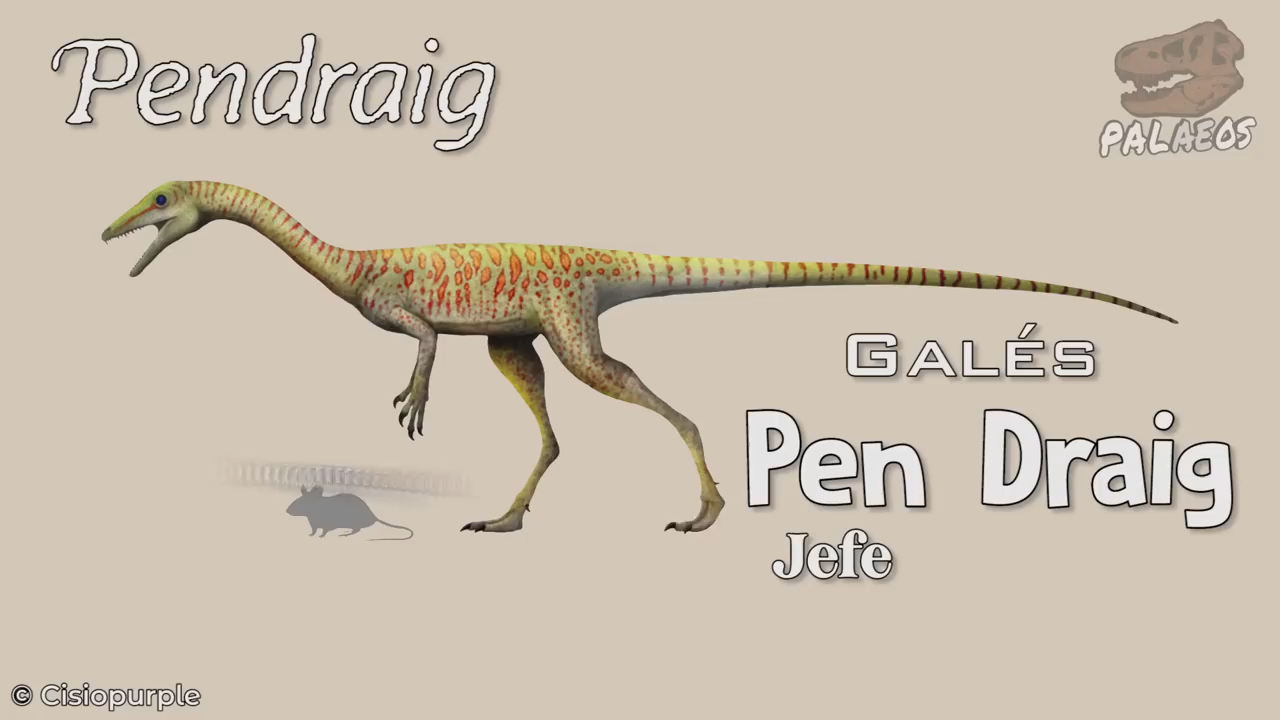 Pendraig
PALAEOS
Galés
Pen Draig
Jefe
© Cisiopurple